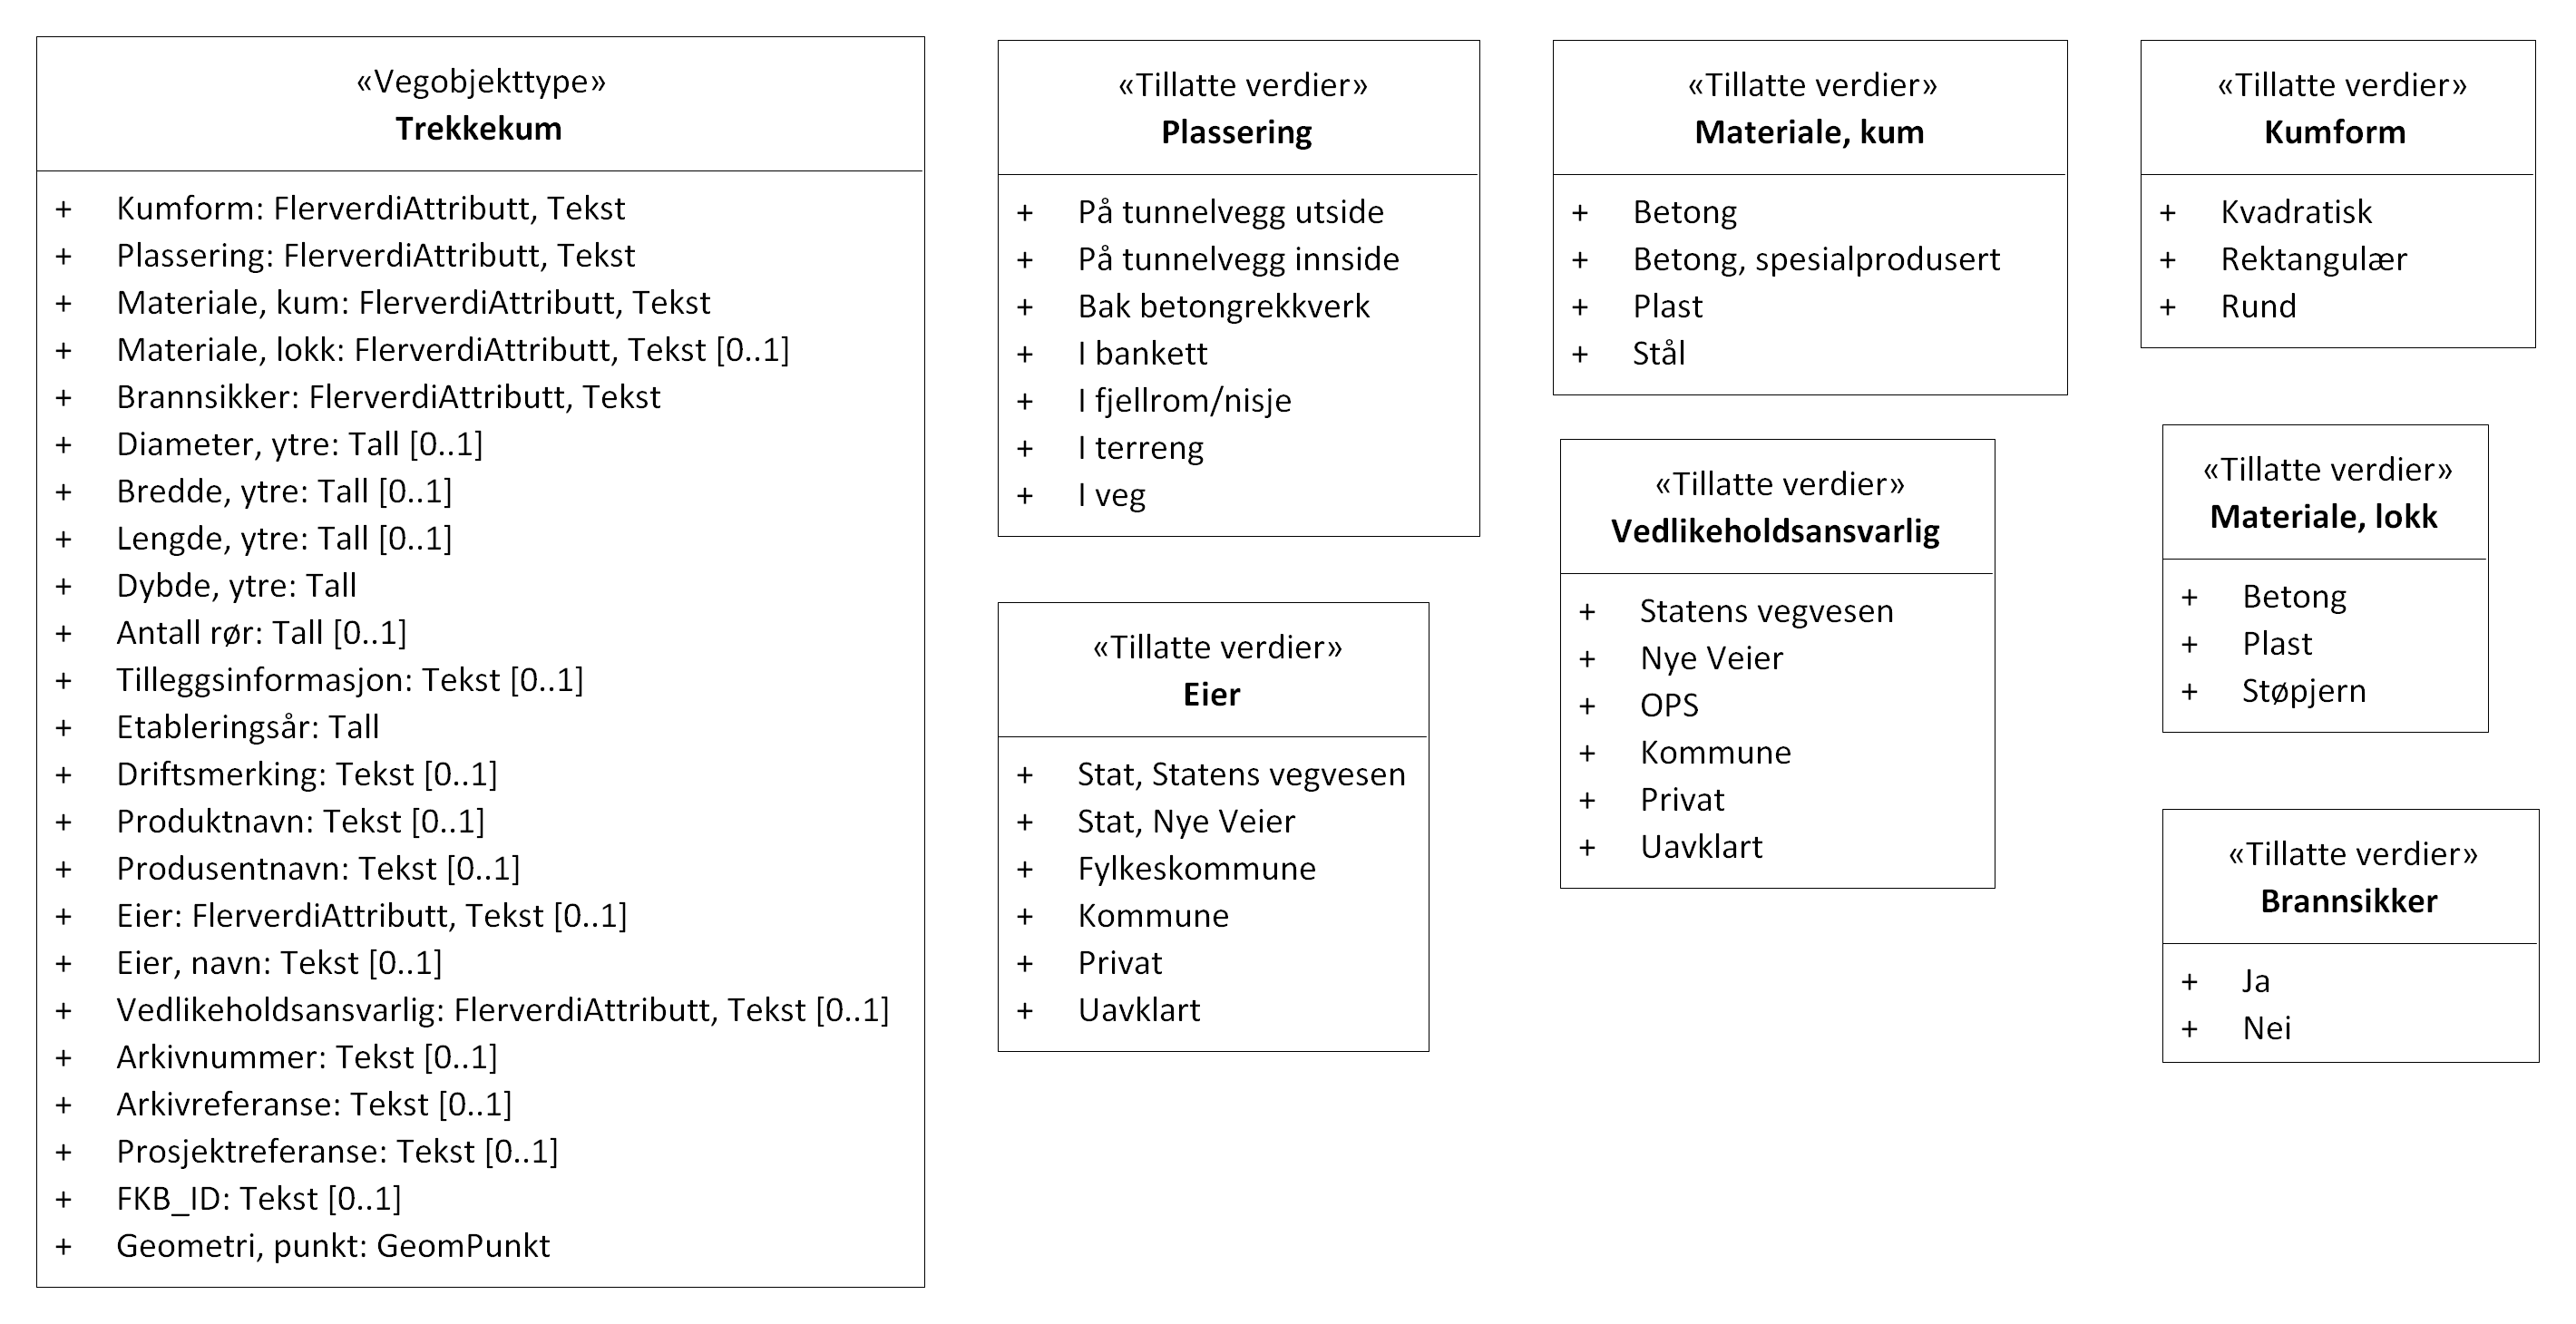 «Vegobjekttype»
Trekkekum
+ Kumform: FlerverdiAttributt, Tekst
+ Plassering: FlerverdiAttributt, Tekst
+ Materiale, kum: FlerverdiAttributt, Tekst
+ Materiale, lokk: FlerverdiAttributt, Tekst [0..1]
+ Brannsikker: FlerverdiAttributt, Tekst
+ Diameter, ytre: Tall [0..1]
+ Bredde, ytre: Tall [0..1]
+ Lengde, ytre: Tall [0..1]
+ Dybde, ytre: Tall
+ Antall rør: Tall [0..1]
+ Tilleggsinformasjon: Tekst [0..1]
+ Etableringsår: Tall
+ Driftsmerking: Tekst [0..1]
+ Produktnavn: Tekst [0..1]
+ Produsentnavn: Tekst [0..1]
+ Eier: FlerverdiAttributt, Tekst [0..1]
+ Eier, navn: Tekst [0..1]
+ Vedlikeholdsansvarlig: FlerverdiAttributt, Tekst [0..1]
+ Arkivnummer: Tekst [0..1]
+ Arkivreferanse: Tekst [0..1]
+ Prosjektreferanse: Tekst [0..1]
+ FKB_ID: Tekst [0..1]
+ Geometri, punkt: GeomPunkt
«Tillatte verdier»
Plassering
+ På tunnelvegg utside
+ På tunnelvegg innside
+ Bak betongrekkverk
+ I bankett
+ I fjellrom/nisje
+ I terreng
+ I veg
«Tillatte verdier»
Eier
+ Stat, Statens vegvesen
+ Stat, Nye Veier
+ Fylkeskommune
+ Kommune
+ Privat
+ Uavklart
«Tillatte verdier»
Materiale, kum
+ Betong
+ Betong, spesialprodusert
+ Plast
+ Stål
«Tillatte verdier»
Vedlikeholdsansvarlig
+ Statens vegvesen
+ Nye Veier
+ OPS
+ Kommune
+ Privat
+ Uavklart
«Tillatte verdier»
Kumform
+ Kvadratisk
+ Rektangulær
+ Rund
«Tillatte verdier»
Materiale, lokk
+ Betong
+ Plast
+ Støpjern
«Tillatte verdier»
Brannsikker
+ Ja
+ Nei